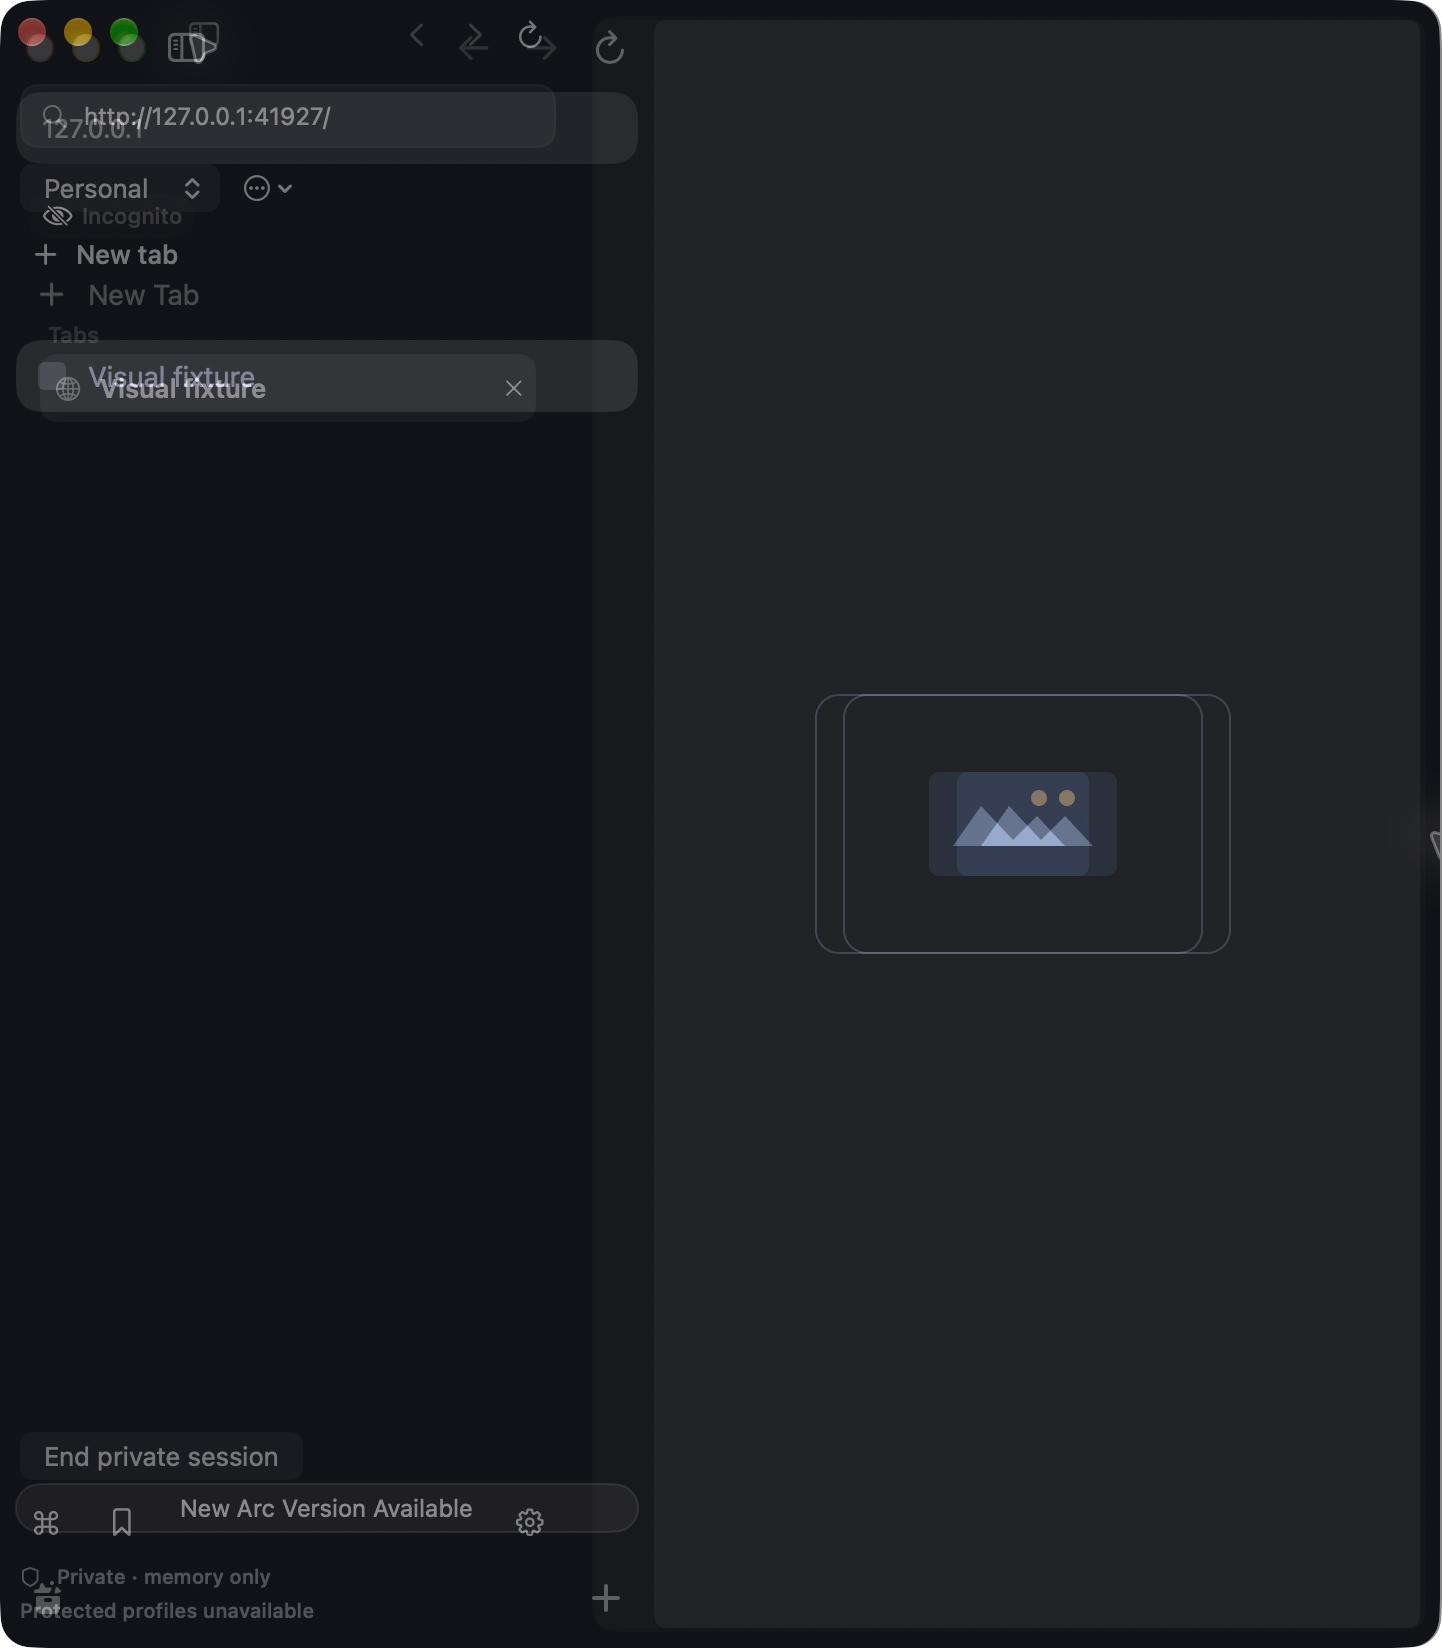 http://127.0.0.1:41927/
127.0.0.1
Personal
Incognito
New tab
New Tab
Tabs
Visual fixture
Visual fixture
End private session
New Arc Version Available
Private · memory only
Protected profiles unavailable